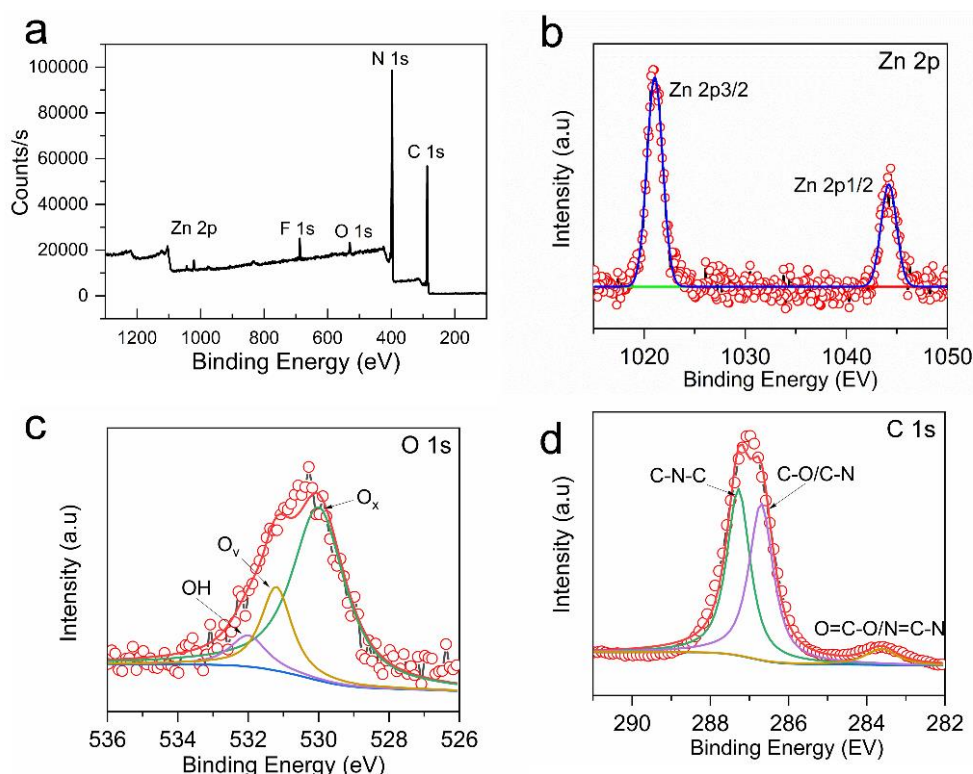 a
N 1s
C 1s
Zn 2p
F 1s
O 1s
100000
80000
60000
40000
20000
0
Counts/s
1200 1000 800 600 400 200
Binding Energy (eV)
b
Zn 2p
Zn 2p3/2
Zn 2p1/2
Intensity (a.u)
1020 1030 1040 1050
Binding Energy (EV)
c
O 1s
Ox
Ov
OH
Intensity (a.u)
536 534 532 530 528 526
Binding Energy (eV)
d
C 1s
C-N-C
C-O/C-N
O=C-O/N=C-N
Intensity (a.u)
290 288 286 284 282
Binding Energy (EV)